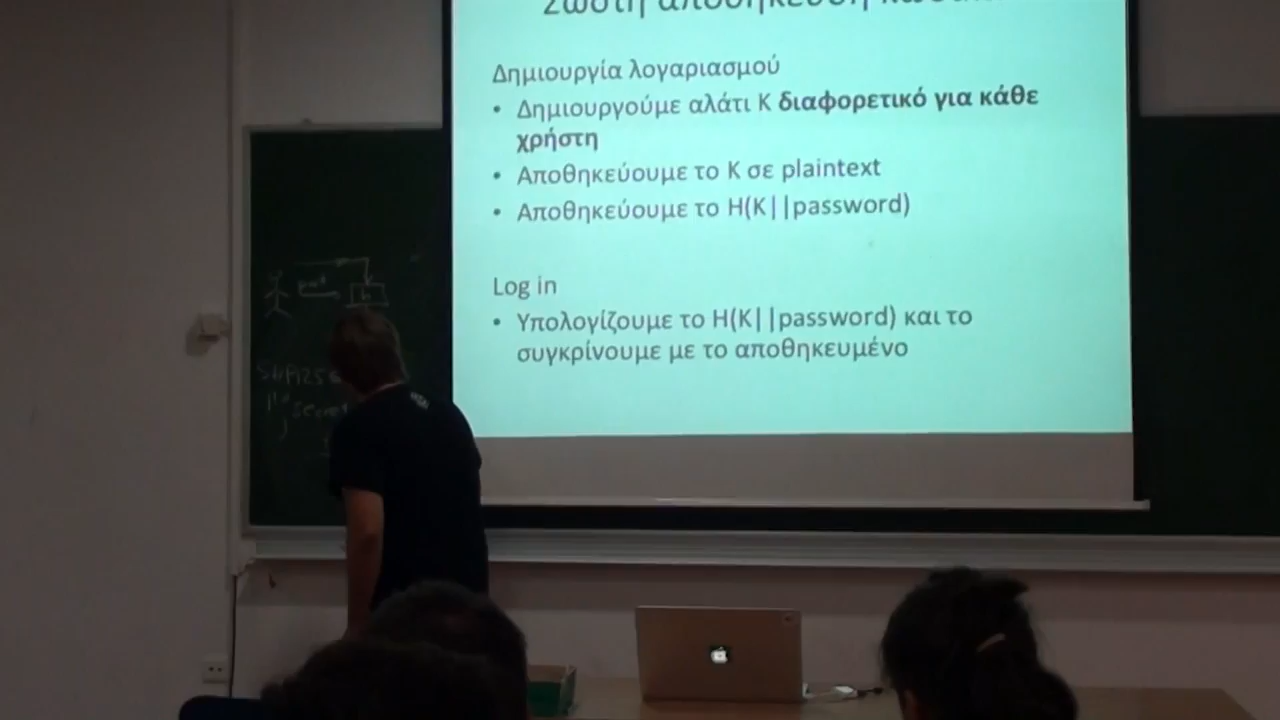 Σωστή αποθήκευση
Δημιουργία λογαριασμού
• Δημιουργούμε αλάτι K διαφορετικό για κάθε
χρήστη
• Αποθηκεύουμε το K σε plaintext
• Αποθηκεύουμε το H(K||password)
Log in
• Υπολογίζουμε το H(K||password) και το
συγκρίνουμε με το αποθηκευμένο